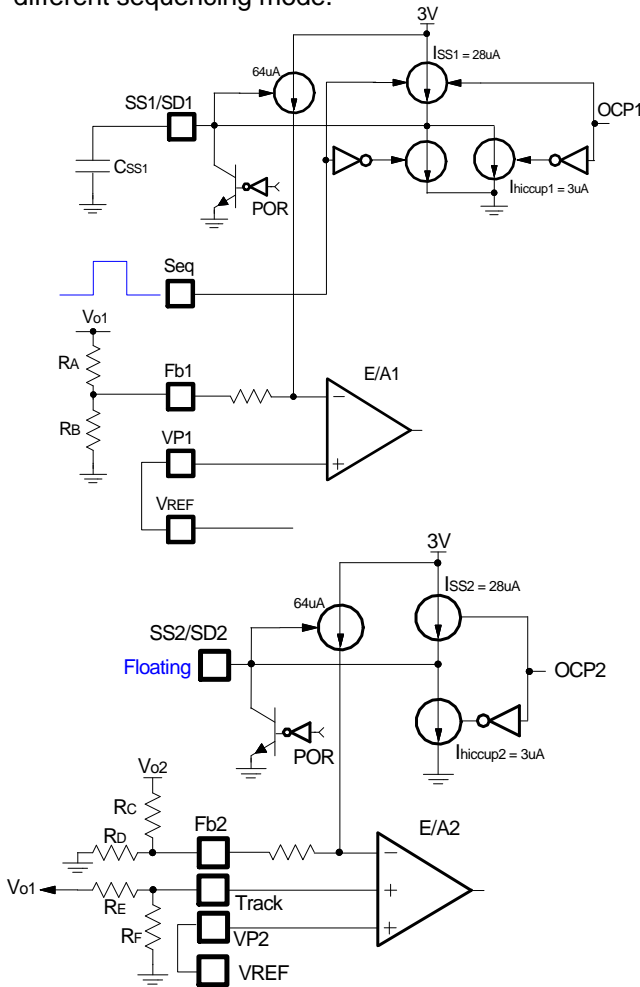 different sequencing mode.
3V
ISS1 = 28uA
64uA
SS1/SD1
OCP1
CSS1
Ihiccup1 = 3uA
POR
Seq
Vo1
RA
Fb1
E/A1
RB
VP1
VREF
3V
ISS2 = 28uA
64uA
SS2/SD2
Floating
OCP2
POR
Ihiccup2 = 3uA
Vo2
RC
Fb2
E/A2
RD
Vo1
RE
Track
RF
VP2
VREF